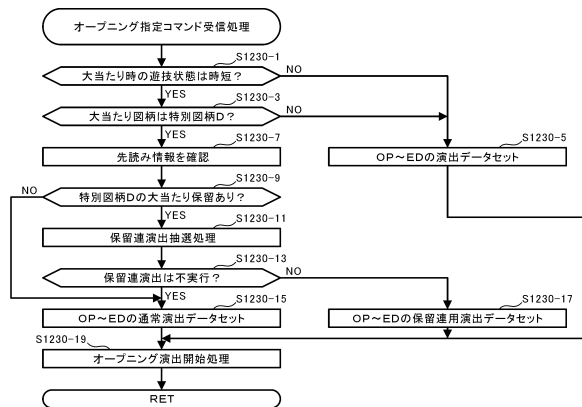 オープニング指定コマンド受信処理
S1230-1
大当たり時の遊技状態は時短？
NO
YES
S1230-3
大当たり図柄は特別図柄D？
NO
YES
S1230-7
先読み情報を確認
S1230-5
OP～EDの演出データセット
S1230-9
NO
特別図柄Dの大当たり保留あり？
YES
S1230-11
保留連演出抽選処理
S1230-13
保留連演出は不実行？
NO
YES
S1230-15
OP～EDの通常演出データセット
S1230-17
OP～EDの保留連用演出データセット
S1230-19
オープニング演出開始処理
RET